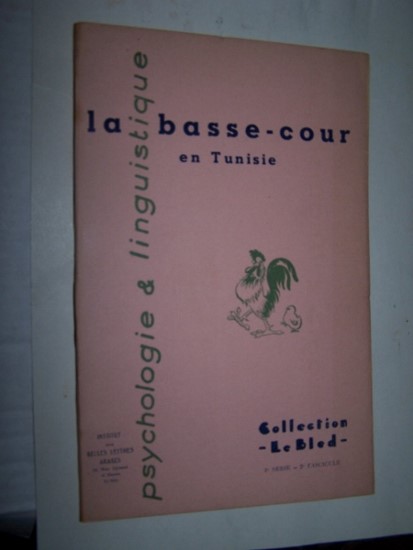 psychologie & linguistique
la basse-cour
en Tunisie
Collection
-Le Bled-